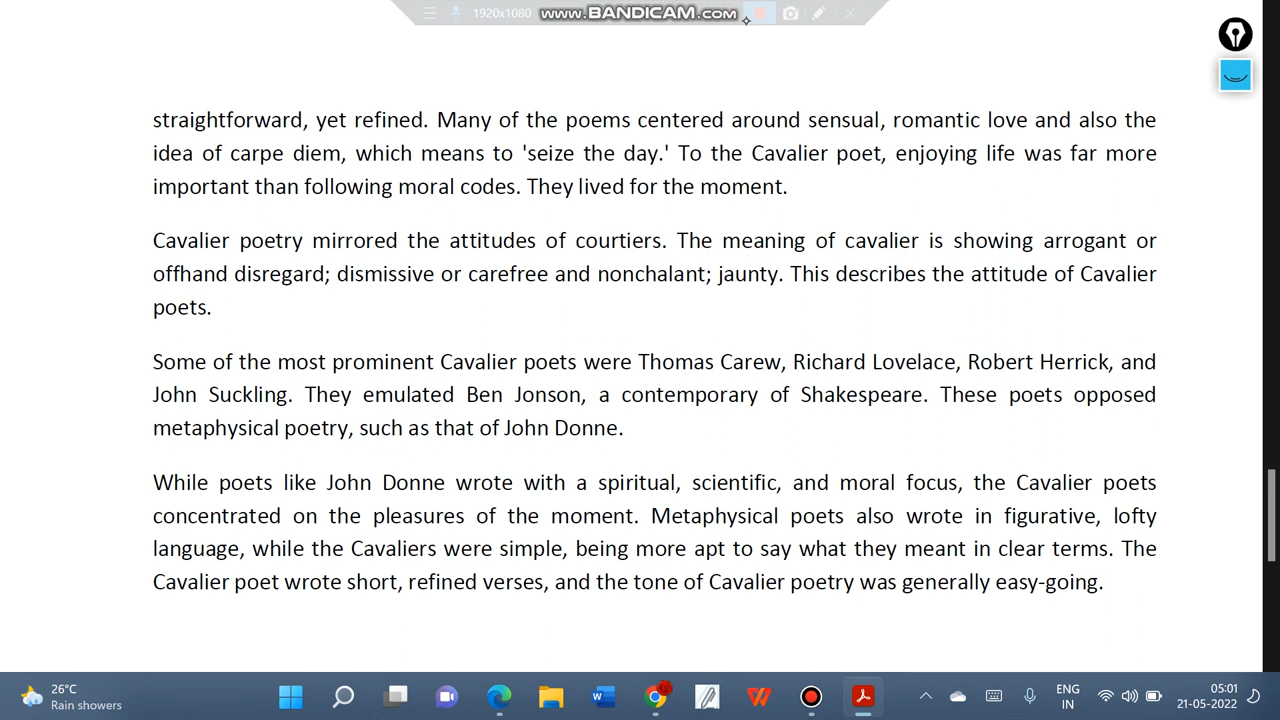 1920x1080 www.BANDICAM.com
straightforward, yet refined. Many of the poems centered around sensual, romantic love and also the
idea of carpe diem, which means to 'seize the day.' To the Cavalier poet, enjoying life was far more
important than following moral codes. They lived for the moment.
Cavalier poetry mirrored the attitudes of courtiers. The meaning of cavalier is showing arrogant or
offhand disregard; dismissive or carefree and nonchalant; jaunty. This describes the attitude of Cavalier
poets.
Some of the most prominent Cavalier poets were Thomas Carew, Richard Lovelace, Robert Herrick, and
John Suckling. They emulated Ben Jonson, a contemporary of Shakespeare. These poets opposed
metaphysical poetry, such as that of John Donne.
While poets like John Donne wrote with a spiritual, scientific, and moral focus, the Cavalier poets
concentrated on the pleasures of the moment. Metaphysical poets also wrote in figurative, lofty
language, while the Cavaliers were simple, being more apt to say what they meant in clear terms. The
Cavalier poet wrote short, refined verses, and the tone of Cavalier poetry was generally easy-going.
26°C
Rain showers
ENG
IN
05:01
21-05-2022